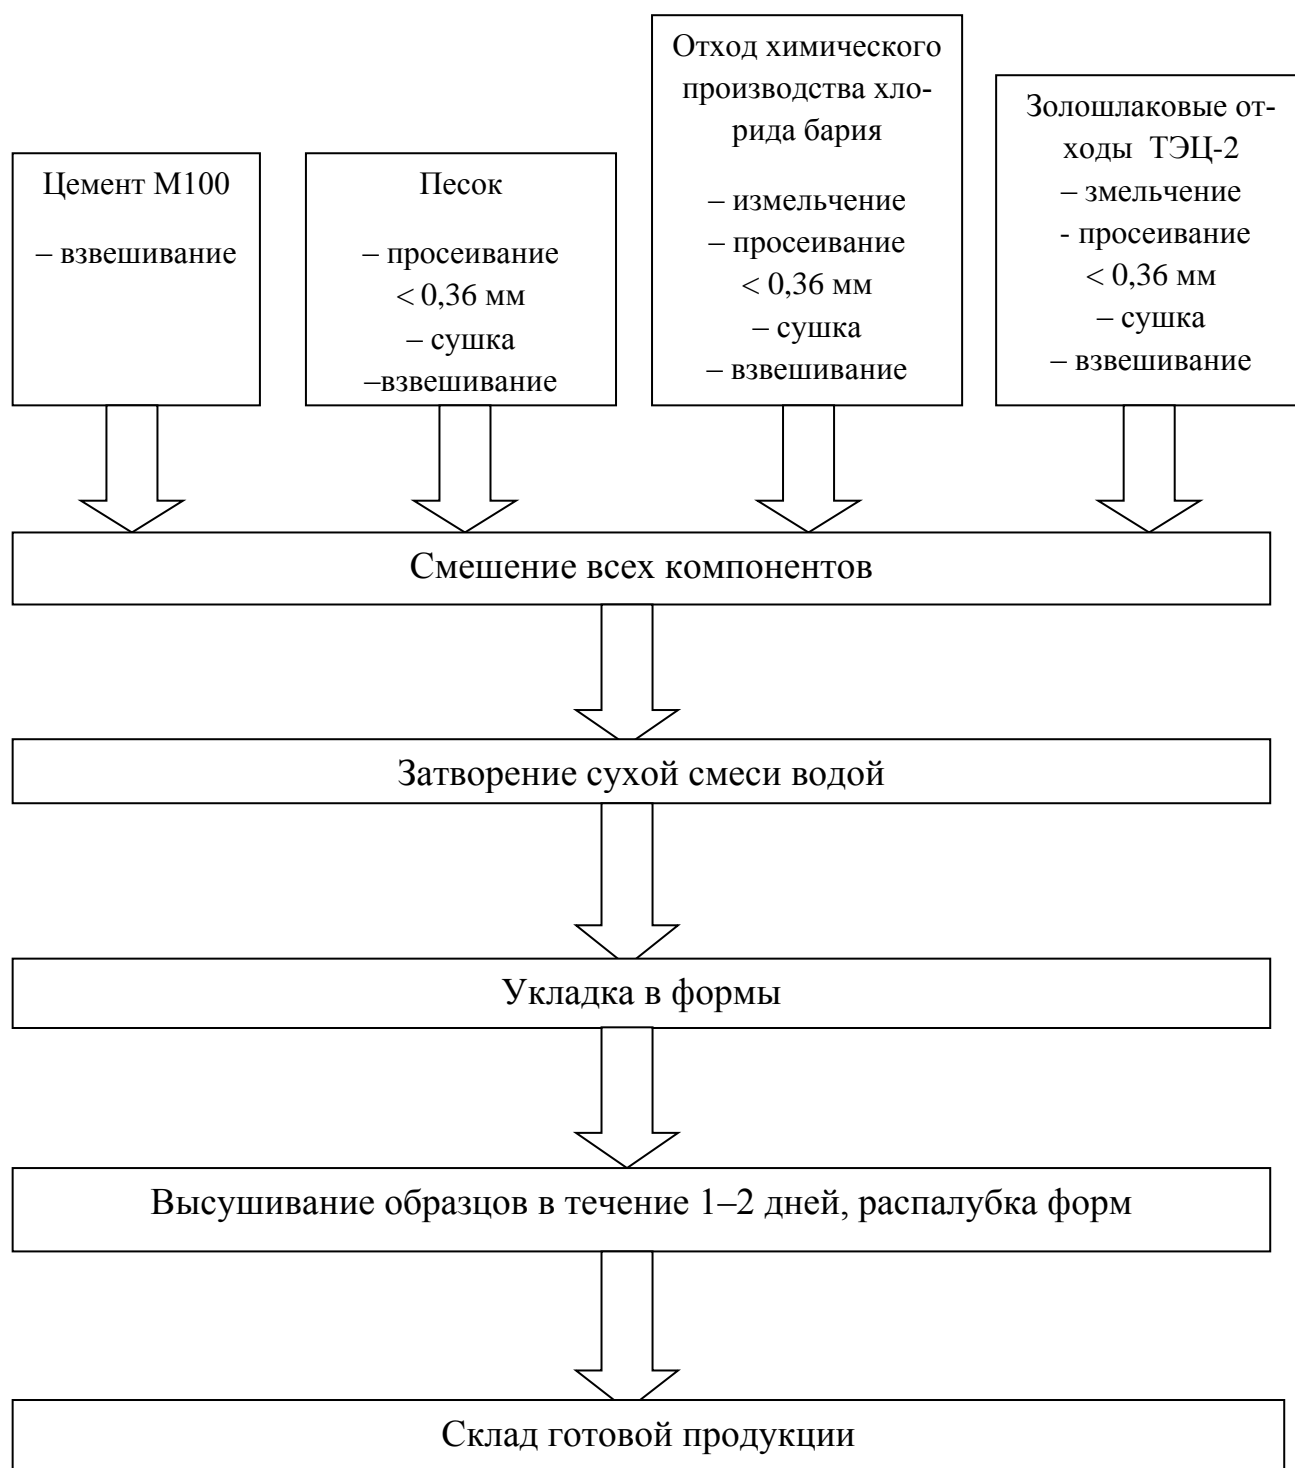 Цемент М100
– взвешивание
Песок
– просеивание
< 0,36 мм
– сушка
–взвешивание
Отход химического
производства хло-
рида бария
– измельчение
– просеивание
< 0,36 мм
– сушка
– взвешивание
Золошлаковые от-
ходы  ТЭЦ-2
– змельчение
- просеивание
< 0,36 мм
– сушка
– взвешивание
Смешение всех компонентов
Затворение сухой смеси водой
Укладка в формы
Высушивание образцов в течение 1–2 дней, распалубка форм
Склад готовой продукции